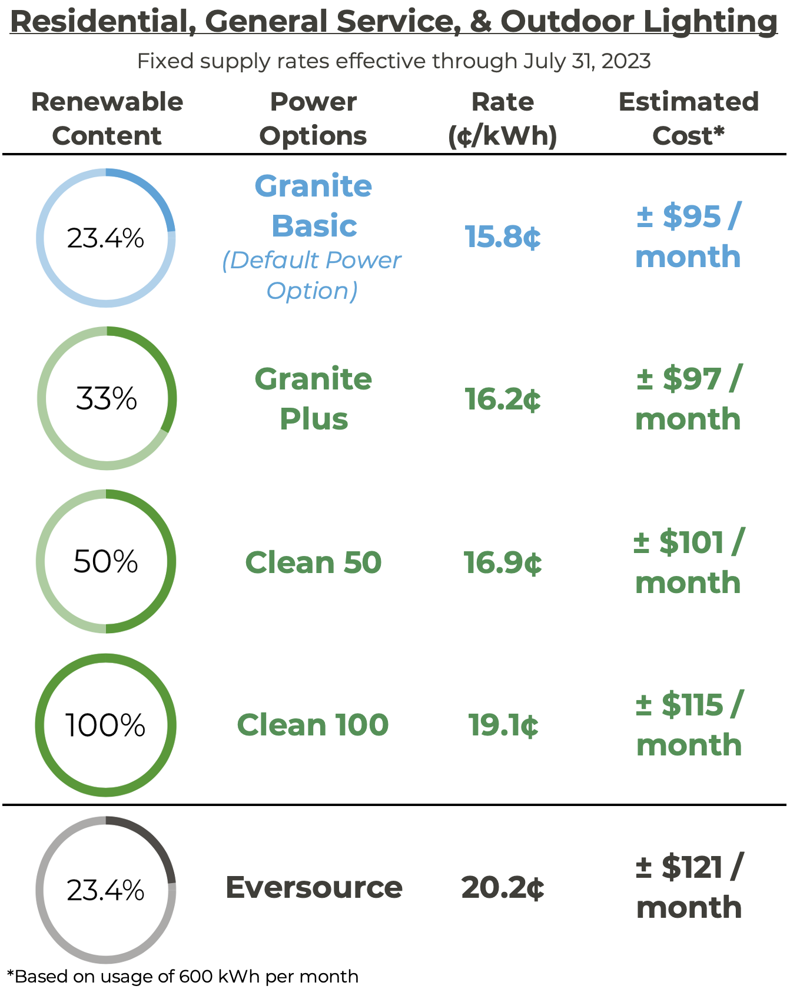 Residential, General Service, & Outdoor Lighting
Fixed supply rates effective through July 31, 2023
Renewable Content
Power Options
Rate (¢/kWh)
Estimated Cost*
23.4%
Granite
Basic
(Default Power
Option)
15.8¢
± $95 /
month
33%
Granite
Plus
16.2¢
± $97 /
month
50%
Clean 50
16.9¢
± $101 /
month
100%
Clean 100
19.1¢
± $115 /
month
23.4%
Eversource
20.2¢
± $121 /
month
*Based on usage of 600 kWh per month